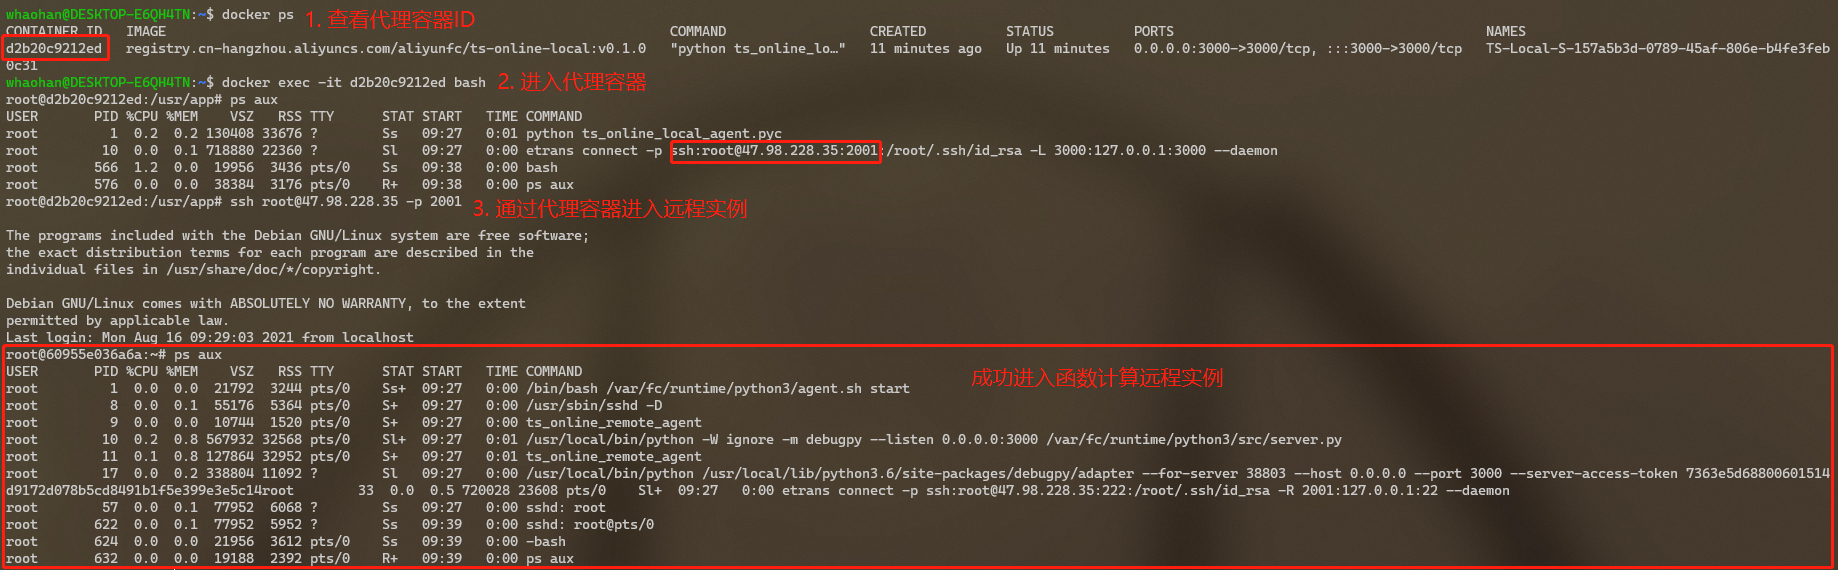 whaohan@DESKTOP-E6QH4TN:~$ docker ps 1. 查看代理容器ID
CONTAINER ID IMAGE COMMAND CREATED STATUS PORTS NAMES
d2b20c9212ed registry.cn-hangzhou.aliyuncs.com/aliyunfc/ts-online-local:v0.1.0 "python ts_online_lo…" 11 minutes ago Up 11 minutes 0.0.0.0:3000->3000/tcp, :::3000->3000/tcp TS-Local-S-157a5b3d-0789-45af-806e-b4fe3feb
0c31
whaohan@DESKTOP-E6QH4TN:~$ docker exec -it d2b20c9212ed bash 2. 进入代理容器
root@d2b20c9212ed:/usr/app# ps aux
USER PID %CPU %MEM VSZ RSS TTY STAT START TIME COMMAND
root 1 0.2 0.2 130408 33676 ? Ss 09:27 0:01 python ts_online_local_agent.pyc
root 10 0.0 0.1 718880 22360 ? Sl 09:27 0:00 etrans connect -p ssh:root@47.98.228.35:2001:/root/.ssh/id_rsa -L 3000:127.0.0.1:3000 --daemon
root 566 1.2 0.0 19956 3436 pts/0 Ss 09:38 0:00 bash
root 576 0.0 0.0 38384 3176 pts/0 R+ 09:38 0:00 ps aux
root@d2b20c9212ed:/usr/app# ssh root@47.98.228.35 -p 2001 3. 通过代理容器进入远程实例
The programs included with the Debian GNU/Linux system are free software;
the exact distribution terms for each program are described in the
individual files in /usr/share/doc/*/copyright.
Debian GNU/Linux comes with ABSOLUTELY NO WARRANTY, to the extent
permitted by applicable law.
Last login: Mon Aug 16 09:29:03 2021 from localhost
root@60955e036a6a:~# ps aux
USER PID %CPU %MEM VSZ RSS TTY STAT START TIME COMMAND 成功进入函数计算远程实例
root 1 0.0 0.0 21792 3244 pts/0 Ss+ 09:27 0:00 /bin/bash /var/fc/runtime/python3/agent.sh start
root 8 0.0 0.1 55176 5364 pts/0 S+ 09:27 0:00 /usr/sbin/sshd -D
root 9 0.0 0.0 10744 1520 pts/0 S+ 09:27 0:00 ts_online_remote_agent
root 10 0.2 0.8 567932 32568 pts/0 Sl+ 09:27 0:01 /usr/local/bin/python -W ignore -m debugpy --listen 0.0.0.0:3000 /var/fc/runtime/python3/src/server.py
root 11 0.1 0.8 127864 32952 pts/0 S+ 09:27 0:01 ts_online_remote_agent
root 17 0.0 0.2 338804 11092 ? Sl 09:27 0:00 /usr/local/bin/python /usr/local/lib/python3.6/site-packages/debugpy/adapter --for-server 38803 --host 0.0.0.0 --port 3000 --server-access-token 7363e5d68800601514
d9172d078b5cd8491b1f5e399e3e5c14root 33 0.0 0.5 720028 23608 pts/0 Sl+ 09:27 0:00 etrans connect -p ssh:root@47.98.228.35:222:/root/.ssh/id_rsa -R 2001:127.0.0.1:22 --daemon
root 57 0.0 0.1 77952 6068 ? Ss 09:27 0:00 sshd: root
root 622 0.0 0.1 77952 5952 ? Ss 09:39 0:00 sshd: root@pts/0
root 624 0.0 0.0 21956 3612 pts/0 Ss 09:39 0:00 -bash
root 632 0.0 0.0 19188 2392 pts/0 R+ 09:39 0:00 ps aux